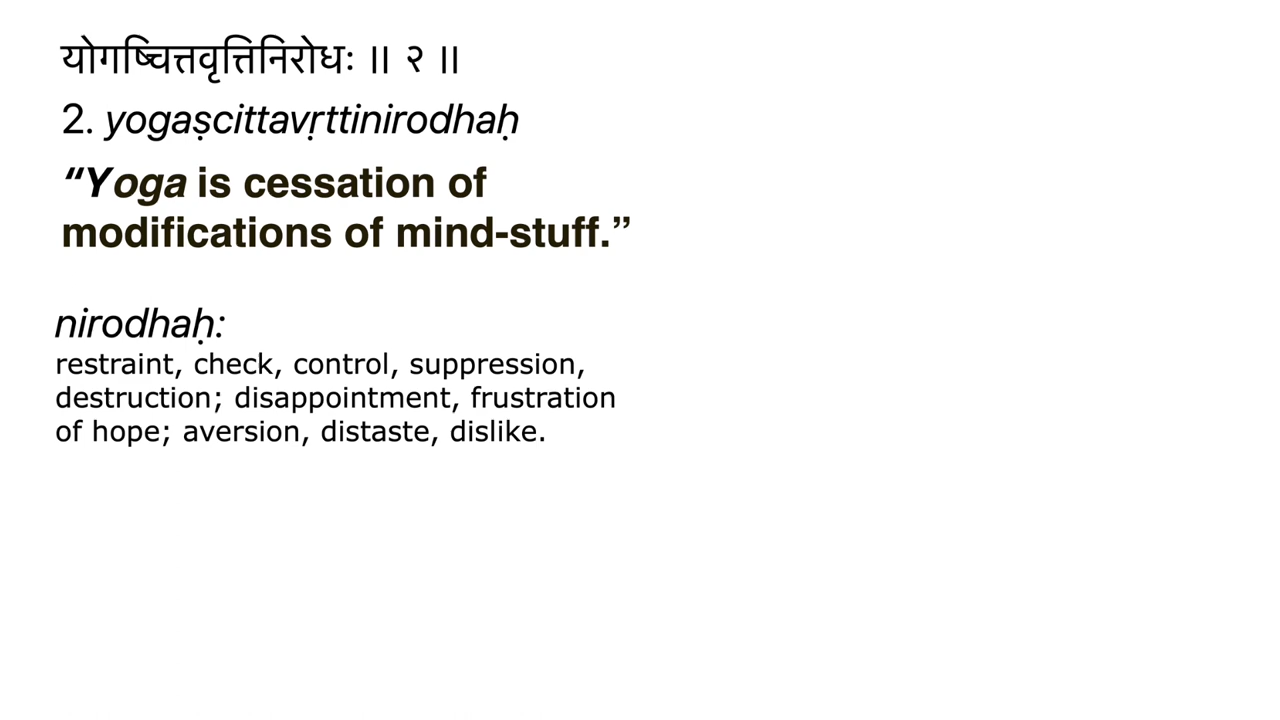 योगष्चित्तवृत्तिनिरोधः ॥ २ ॥
2. yogaṣcittavṛttinirodhaḥ
“Yoga is cessation of
modifications of mind-stuff.”
nirodhaḥ:
restraint, check, control, suppression,
destruction; disappointment, frustration
of hope; aversion, distaste, dislike.